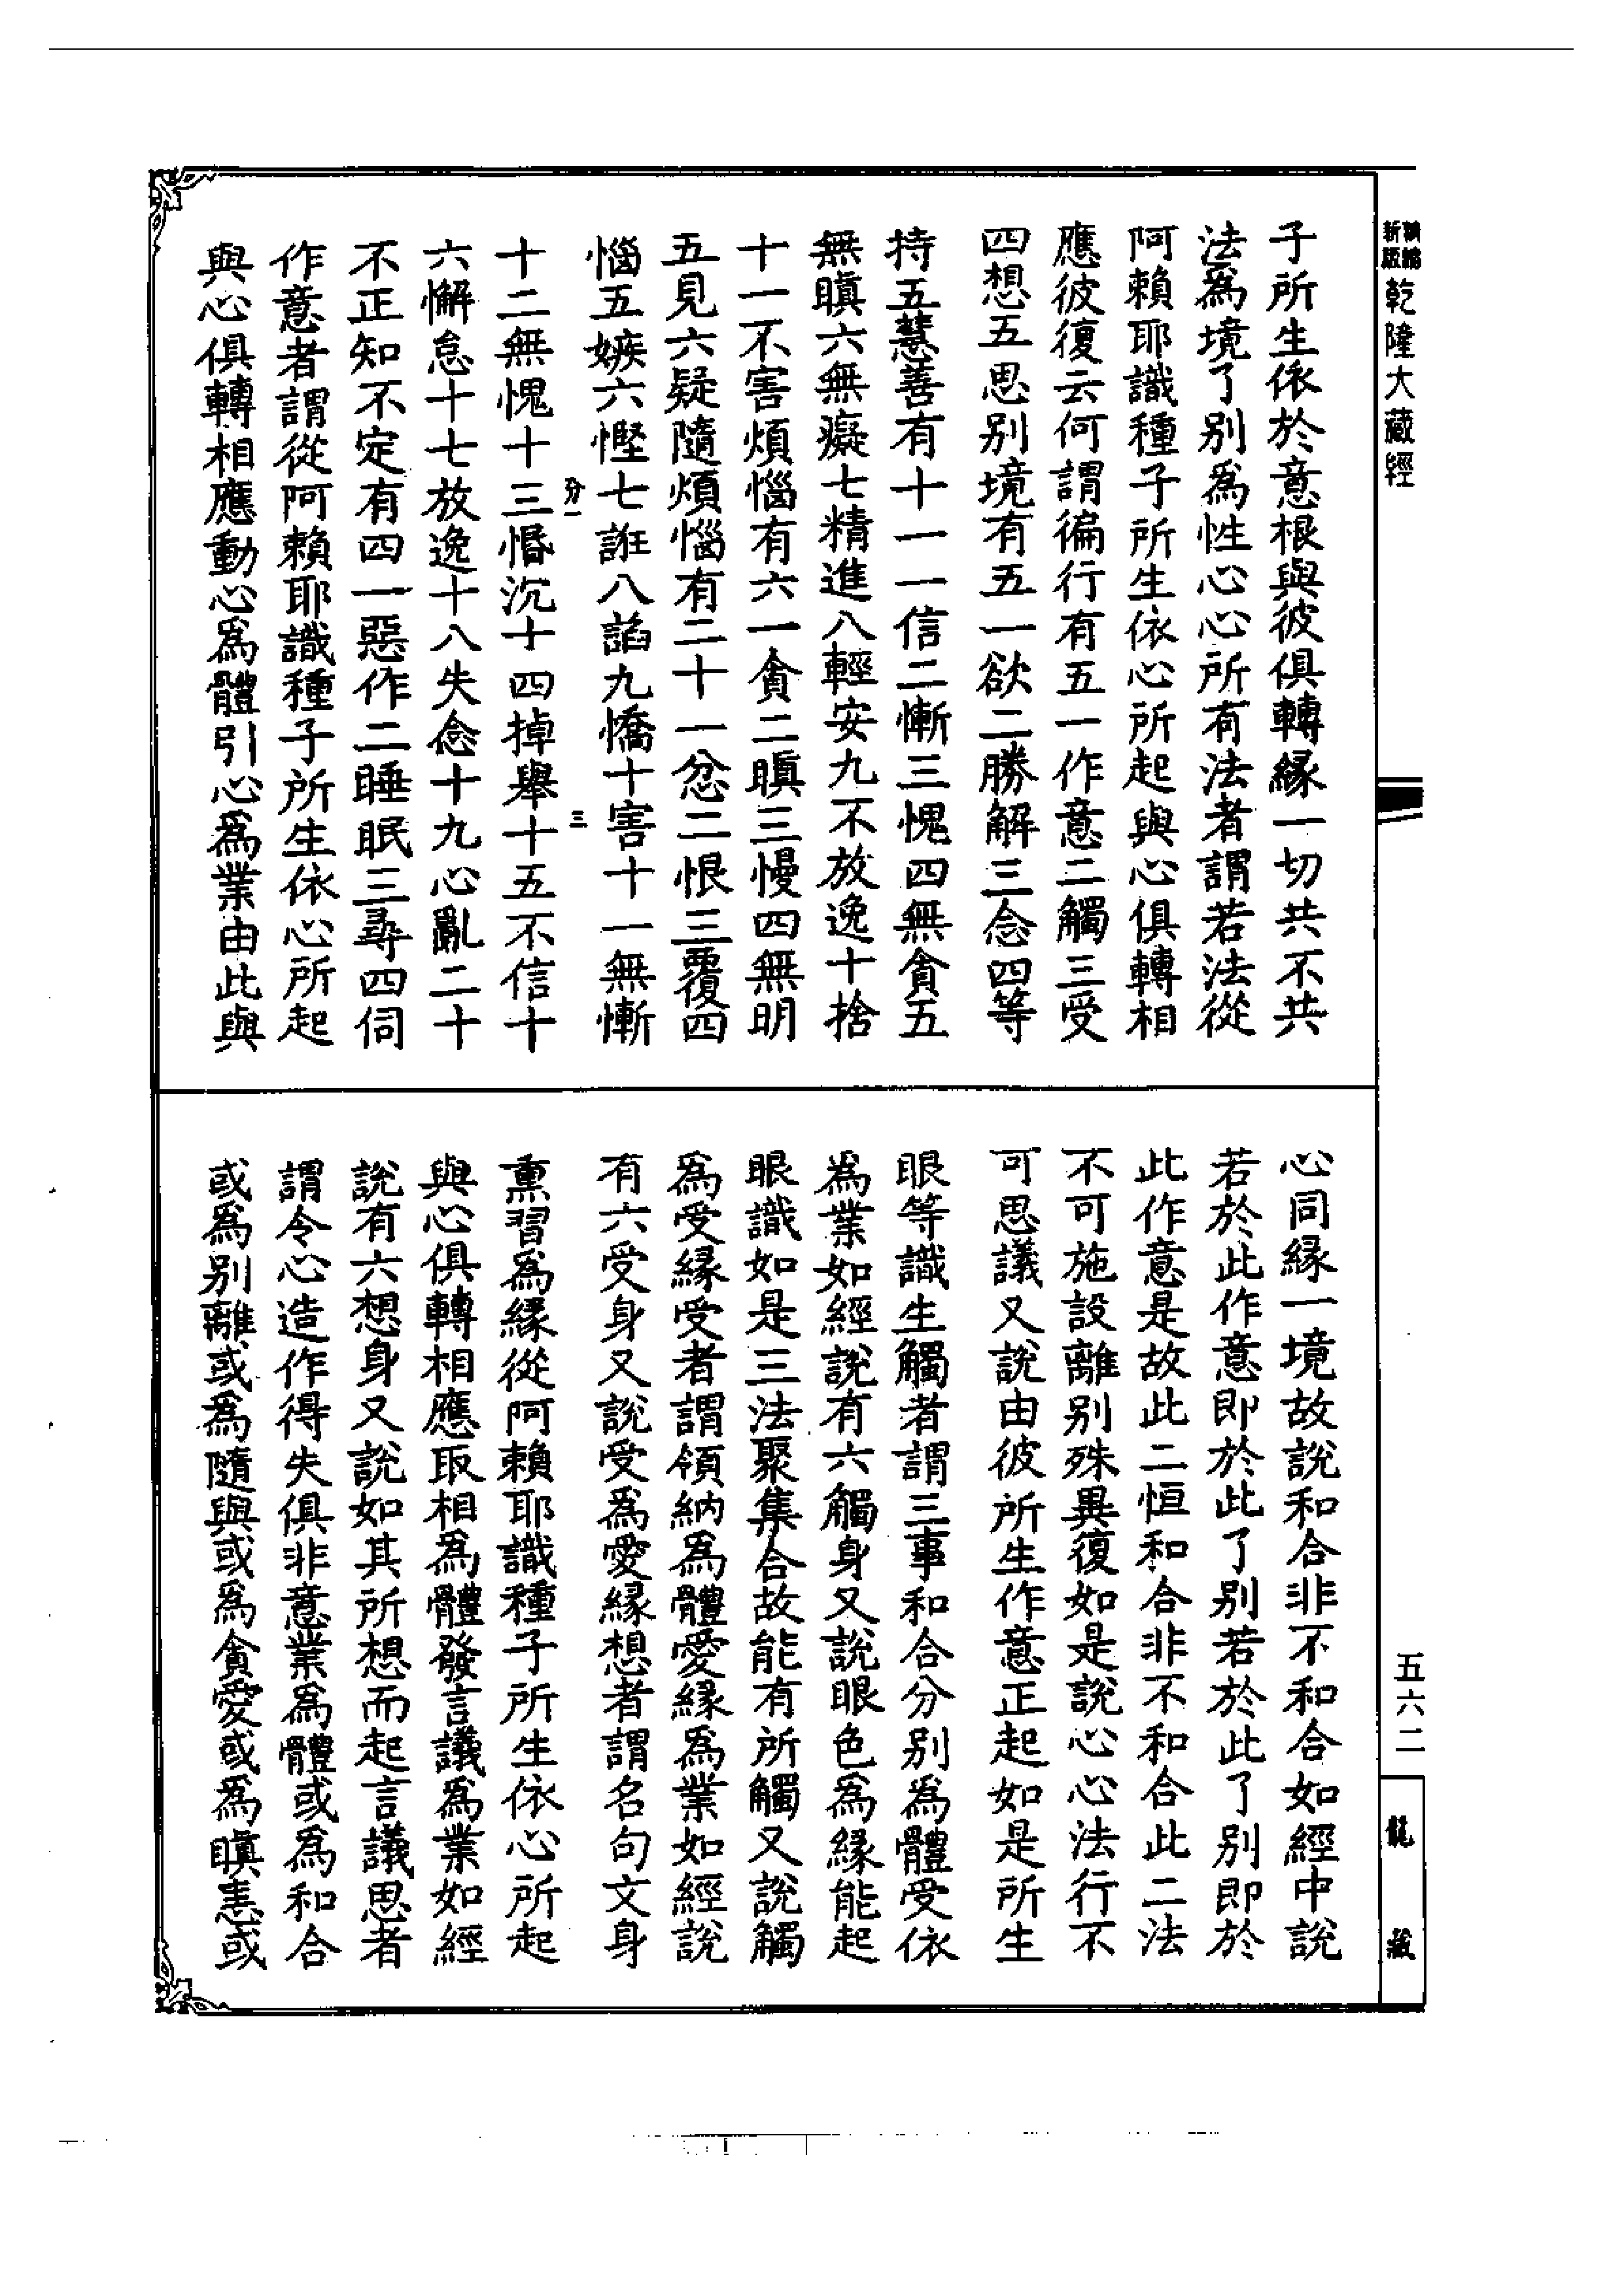 新編
新版
乾隆大藏經
子所生依於意根與彼俱轉縁一切共不共
法爲境了別爲性心心所有法者謂若法從
阿賴耶識種子所生依心所起與心俱轉相
應彼復云何謂徧行有五一作意二觸三受
四想五思別境有五一欲二勝解三念四等
持五慧善有十一一信二慚三愧四無貪五
無瞋六無癡七精進八輕安九不放逸十捨
十一不害煩惱有六一貪二瞋三慢四無明
五見六疑隨煩惱有二十一忿二恨三覆四
惱五嫉六慳七誑八諂九憍十害十一無慚
分一
三
十二無愧十三惛沉十四掉舉十五不信十
六懈怠十七放逸十八失念十九心亂二十
不正知不定有四一惡作二睡眠三尋四伺
作意者謂從阿賴耶識種子所生依心所起
與心俱轉相應動心爲體引心爲業由此與
心同縁一境故說和合非不和合如經中說
若於此作意即於此了別若於此了別即於
此作意是故此二恒和合非不和合此二法
不可施設離別殊異復如是說心心法行不
可思議又說由彼所生作意正起如是所生
眼等識生觸者謂三事和合分別爲體受依
爲業如經說有六觸身又說眼色爲縁能起
眼識如是三法聚集合故能有所觸又說觸
爲受縁受者謂領納爲體愛縁爲業如經說
有六受身又說受爲愛縁想者謂名句文身
熏習爲縁從阿賴耶識種子所生依心所起
與心俱轉相應取相爲體發言議爲業如經
說有六想身又說如其所想而起言議思者
謂令心造作得失俱非意業爲體或爲和合
或爲別離或爲隨與或爲貪愛或爲瞋恚或
五六二
龍藏